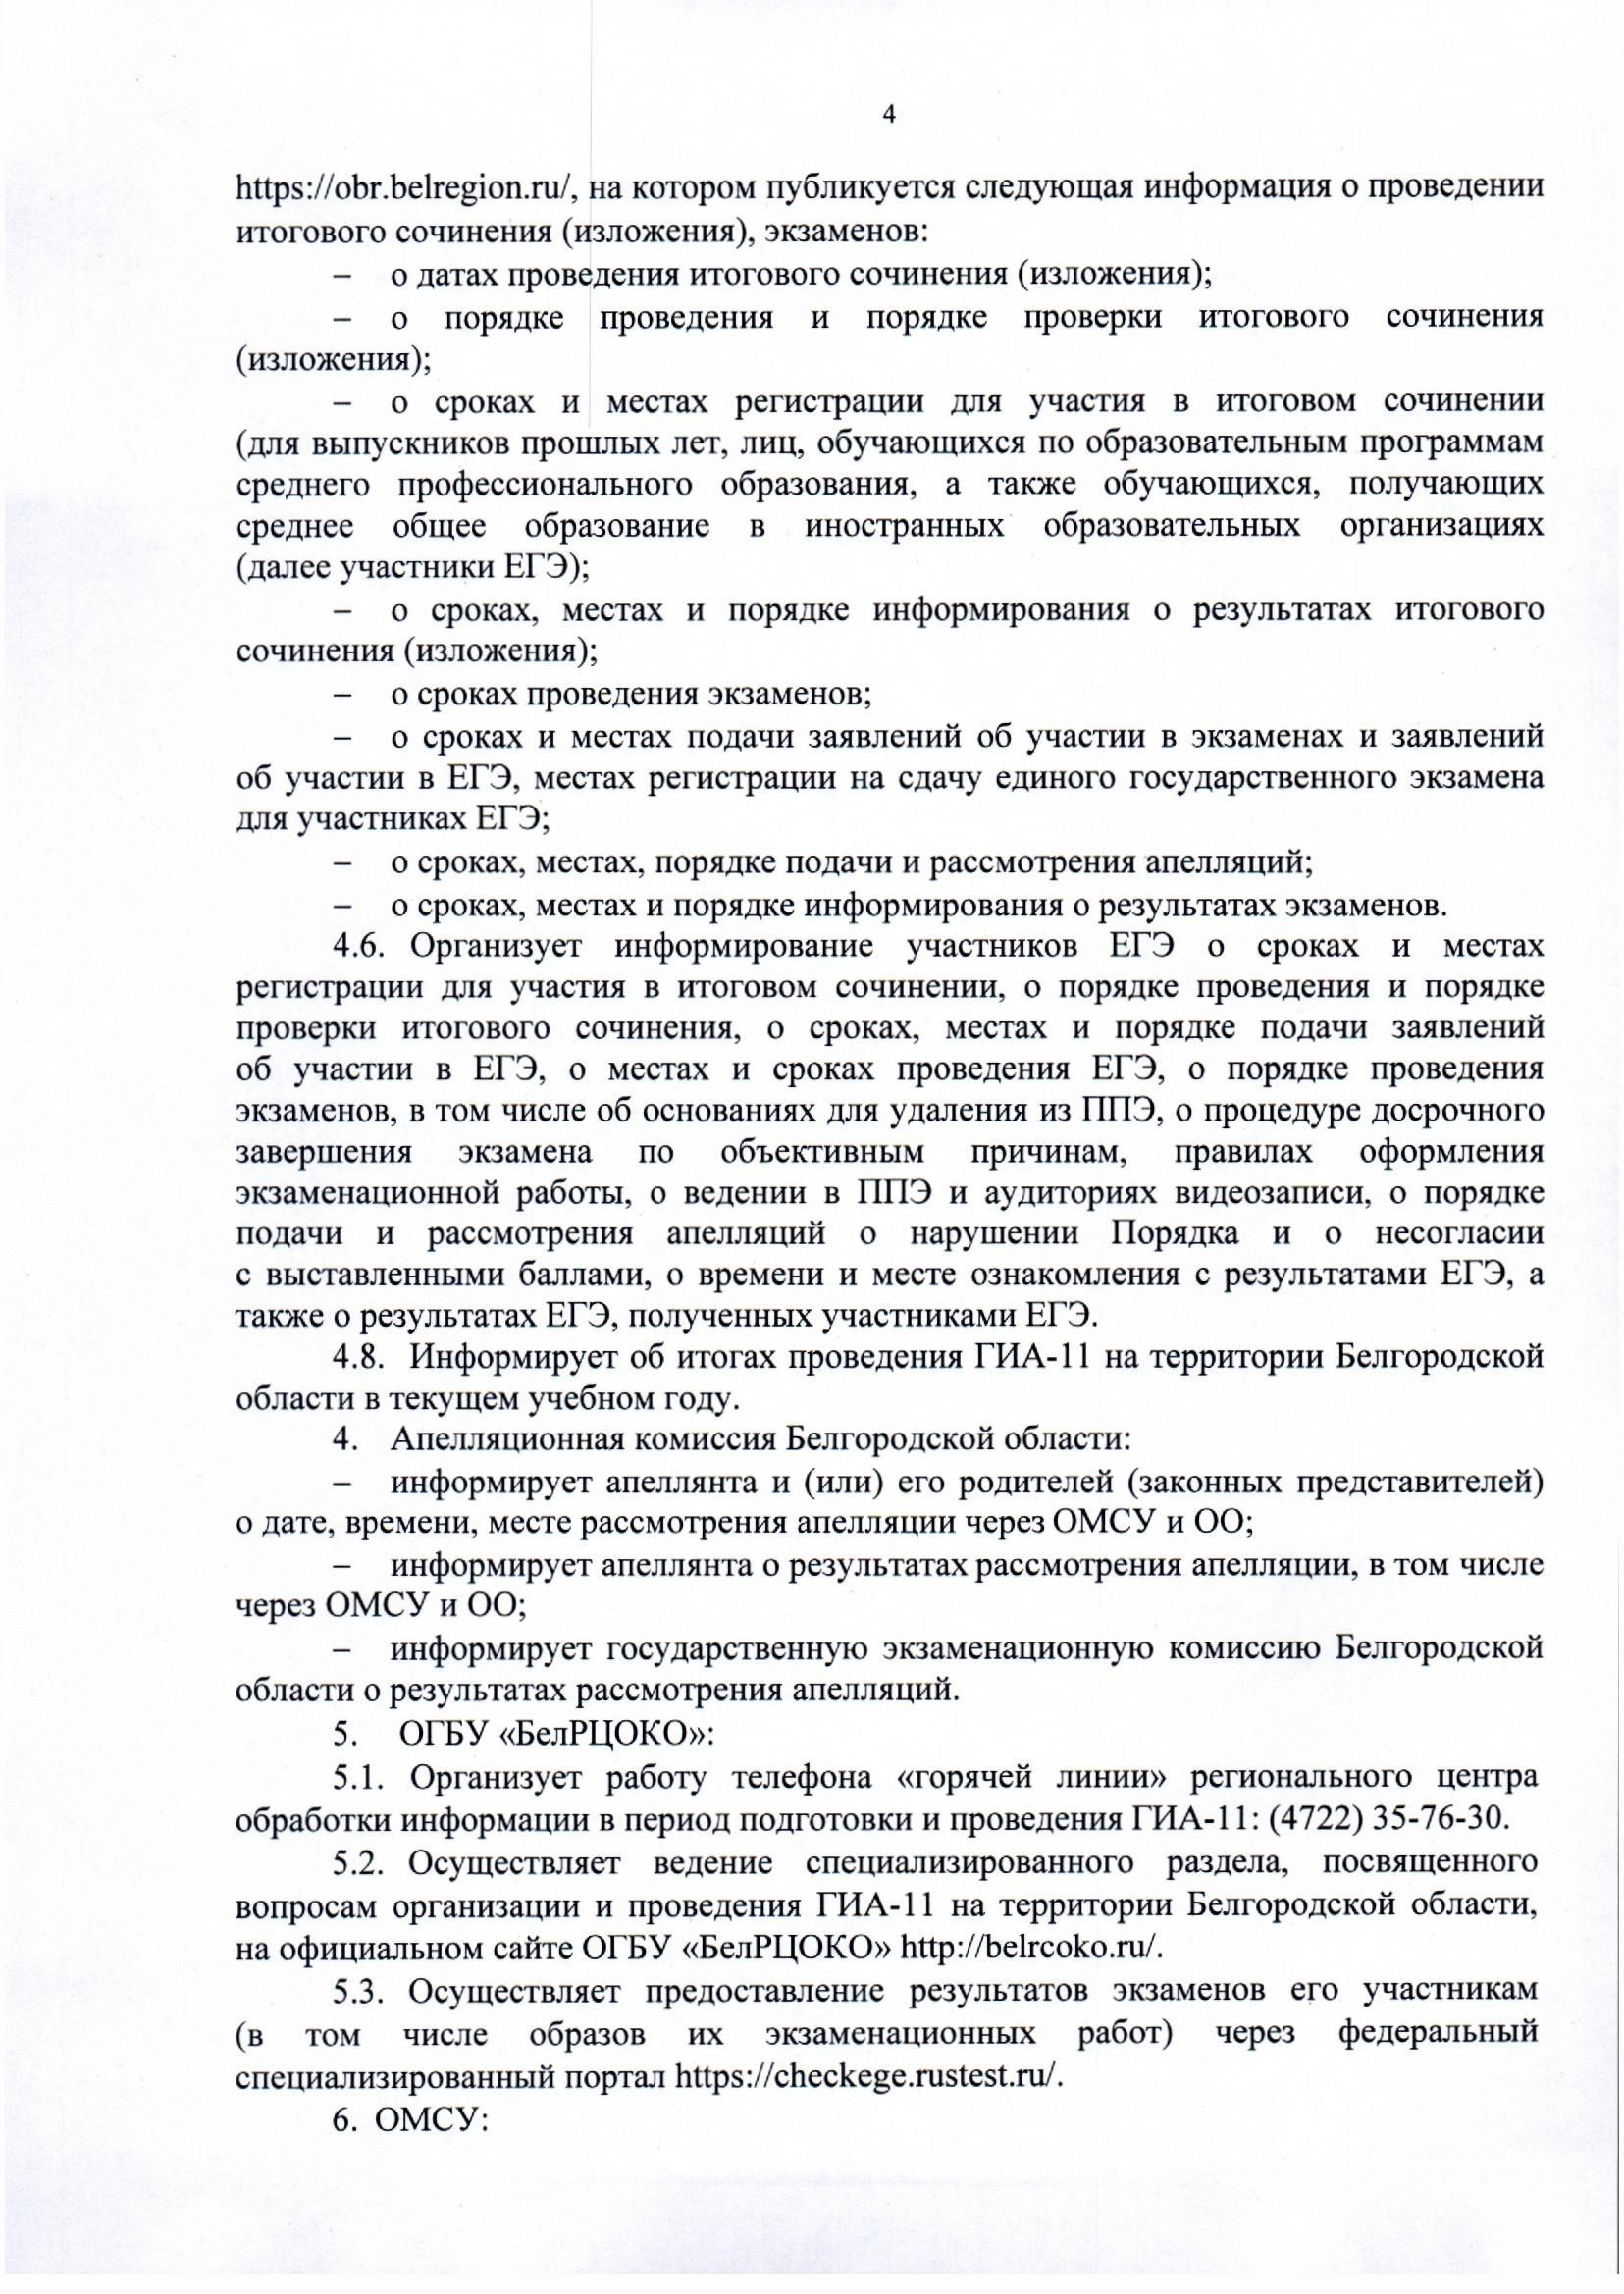 4
https://obr.belregion.ru/, на котором публикуется следующая информация о проведении
итогового сочинения (изложения), экзаменов:
– о датах проведения итогового сочинения (изложения);
– о порядке проведения и порядке проверки итогового сочинения
(изложения);
– о сроках и местах регистрации для участия в итоговом сочинении
(для выпускников прошлых лет, лиц, обучающихся по образовательным программам
среднего профессионального образования, а также обучающихся, получающих
среднее общее образование в иностранных образовательных организациях
(далее участники ЕГЭ);
– о сроках, местах и порядке информирования о результатах итогового
сочинения (изложения);
– о сроках проведения экзаменов;
– о сроках и местах подачи заявлений об участии в экзаменах и заявлений
об участии в ЕГЭ, местах регистрации на сдачу единого государственного экзамена
для участниках ЕГЭ;
– о сроках, местах, порядке подачи и рассмотрения апелляций;
– о сроках, местах и порядке информирования о результатах экзаменов.
4.6. Организует информирование участников ЕГЭ о сроках и местах
регистрации для участия в итоговом сочинении, о порядке проведения и порядке
проверки итогового сочинения, о сроках, местах и порядке подачи заявлений
об участии в ЕГЭ, о местах и сроках проведения ЕГЭ, о порядке проведения
экзаменов, в том числе об основаниях для удаления из ППЭ, о процедуре досрочного
завершения экзамена по объективным причинам, правилах оформления
экзаменационной работы, о ведении в ППЭ и аудиториях видеозаписи, о порядке
подачи и рассмотрения апелляций о нарушении Порядка и о несогласии
с выставленными баллами, о времени и месте ознакомления с результатами ЕГЭ, а
также о результатах ЕГЭ, полученных участниками ЕГЭ.
4.8. Информирует об итогах проведения ГИА-11 на территории Белгородской
области в текущем учебном году.
4. Апелляционная комиссия Белгородской области:
– информирует апеллянта и (или) его родителей (законных представителей)
о дате, времени, месте рассмотрения апелляции через ОМСУ и ОО;
– информирует апеллянта о результатах рассмотрения апелляции, в том числе
через ОМСУ и ОО;
– информирует государственную экзаменационную комиссию Белгородской
области о результатах рассмотрения апелляций.
5. ОГБУ «БелРЦОКО»:
5.1. Организует работу телефона «горячей линии» регионального центра
обработки информации в период подготовки и проведения ГИА-11: (4722) 35-76-30.
5.2. Осуществляет ведение специализированного раздела, посвященного
вопросам организации и проведения ГИА-11 на территории Белгородской области,
на официальном сайте ОГБУ «БелРЦОКО» http://belrcoko.ru/.
5.3. Осуществляет предоставление результатов экзаменов его участникам
(в том числе образов их экзаменационных работ) через федеральный
специализированный портал https://checkege.rustest.ru/.
6. ОМСУ: